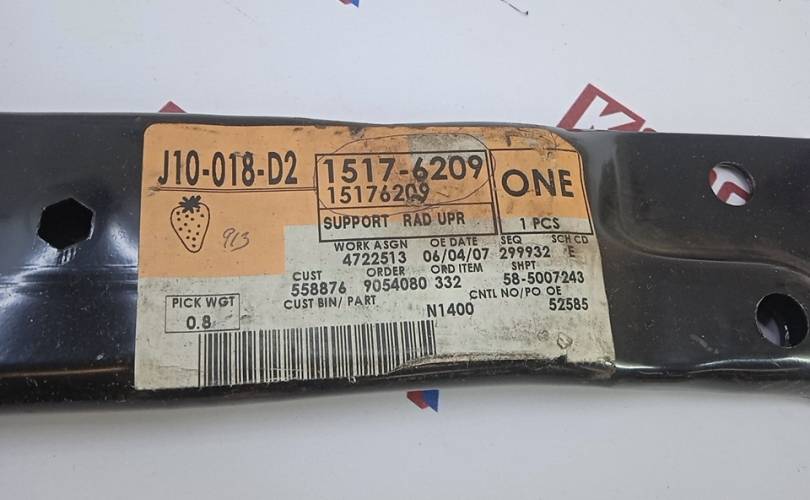 J10-018-D2
1517-6209
15176209
ONE
SUPPORT RAD UPR
1 PCS
913
WORK ASGN OE DATE SEQ SCH CD
4722513 06/04/07 299932 E
CUST ORDER ORD ITEM SHPT
558876 9054080 332 58-5007243
PICK WGT CUST BIN/ PART CNTL NO/PO OE
0.8 N1400 52585
K